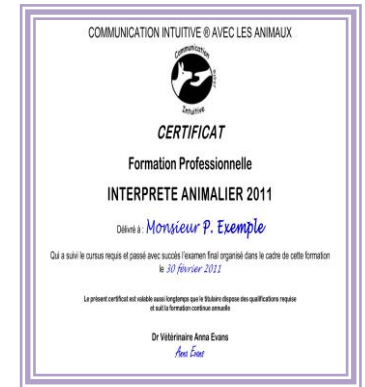 COMMUNICATION INTUITIVE ® AVEC LES ANIMAUX
Communication
Intuitive
CERTIFICAT
Formation Professionnelle
INTERPRETE ANIMALIER 2011
Délivré à : Monsieur P. Exemple
Qui a suivi le cursus requis et passé avec succès l'examen final organisé dans le cadre de cette formation
le 30 février 2011
Le présent certificat est valable aussi longtemps que le titulaire dispose des qualifications requise
et suit la formation continue annuelle
Dr Vétérinaire Anna Evans
Anna Evans